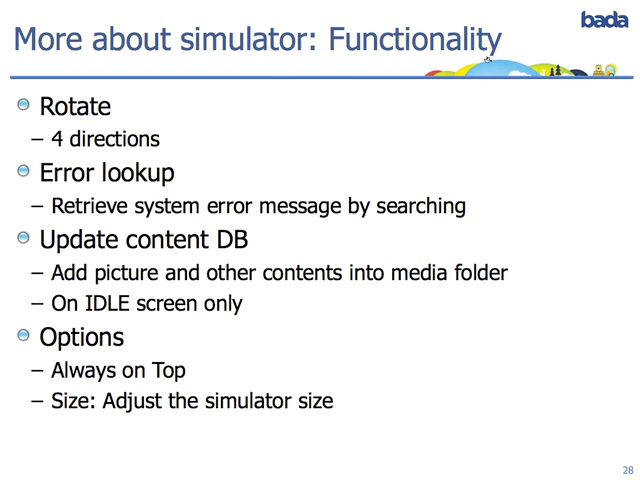 bada
More about simulator: Functionality
Rotate
– 4 directions
Error lookup
– Retrieve system error message by searching
Update content DB
– Add picture and other contents into media folder
– On IDLE screen only
Options
– Always on Top
– Size: Adjust the simulator size
28